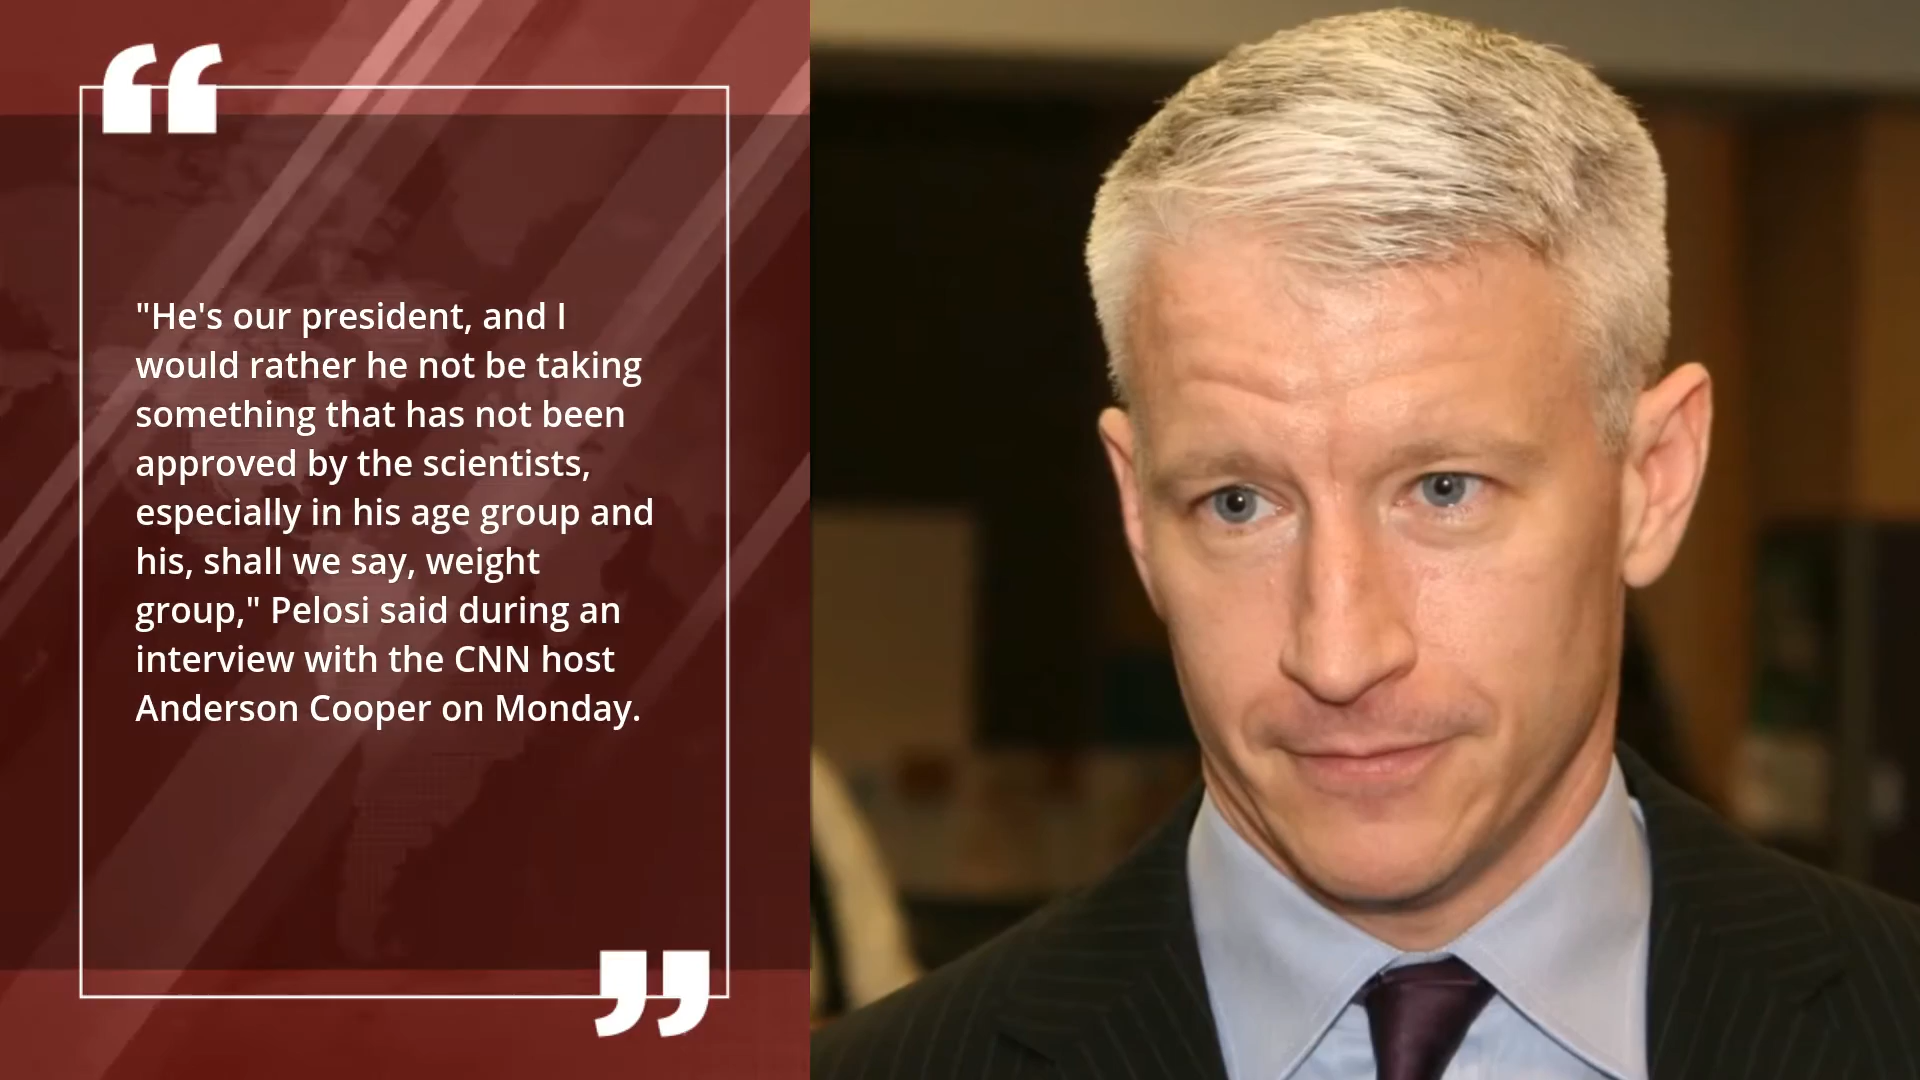 "He's our president, and I
would rather he not be taking
something that has not been
approved by the scientists,
especially in his age group and
his, shall we say, weight
group," Pelosi said during an
interview with the CNN host
Anderson Cooper on Monday.